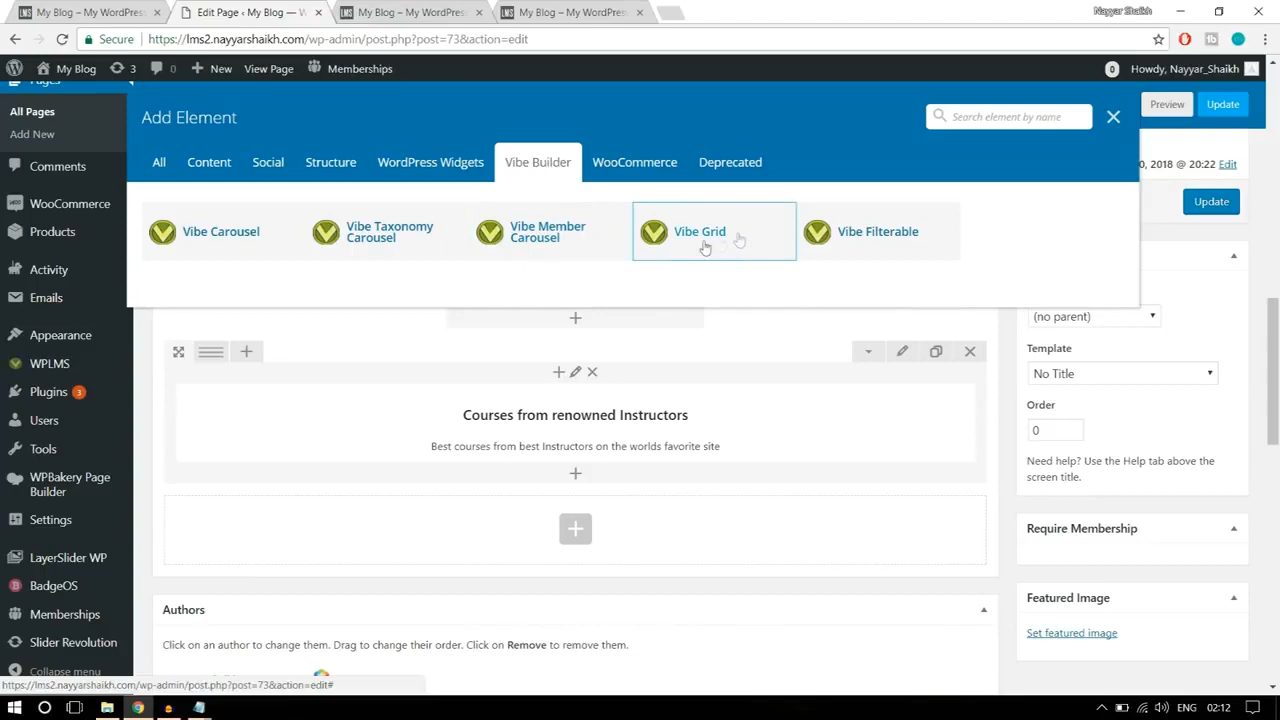 My Blog – My WordPress
Edit Page ‹ My Blog —
My Blog – My WordPress
My Blog – My WordPress
Nayyar Shaikh
Secure
https://lms2.nayyarshaikh.com/wp-admin/post.php?post=73&action=edit
My Blog
3
New
View Page
Memberships
0
Howdy, Nayyar_Shaikh
Pages
All Pages
Add New
Comments
WooCommerce
Products
Activity
Emails
Appearance
WPLMS
Plugins 3
Users
Tools
WPBakery Page
Builder
Settings
LayerSlider WP
BadgeOS
Memberships
Slider Revolution
Collapse menu
Add Element
Search element by name
Preview
Update
All
Content
Social
Structure
WordPress Widgets
Vibe Builder
WooCommerce
Deprecated
Vibe Carousel
Vibe Taxonomy
Carousel
Vibe Member
Carousel
Vibe Grid
Vibe Filterable
0, 2018 @ 20:22 Edit
Update
(no parent)
Template
No Title
Order
0
Need help? Use the Help tab above the
screen title.
Require Membership
Featured Image
Set featured image
Courses from renowned Instructors
Best courses from best Instructors on the worlds favorite site
Authors
Click on an author to change them. Drag to change their order. Click on Remove to remove them.
https://lms2.nayyarshaikh.com/wp-admin/post.php?post=73&action=edit#
ENG
02:12